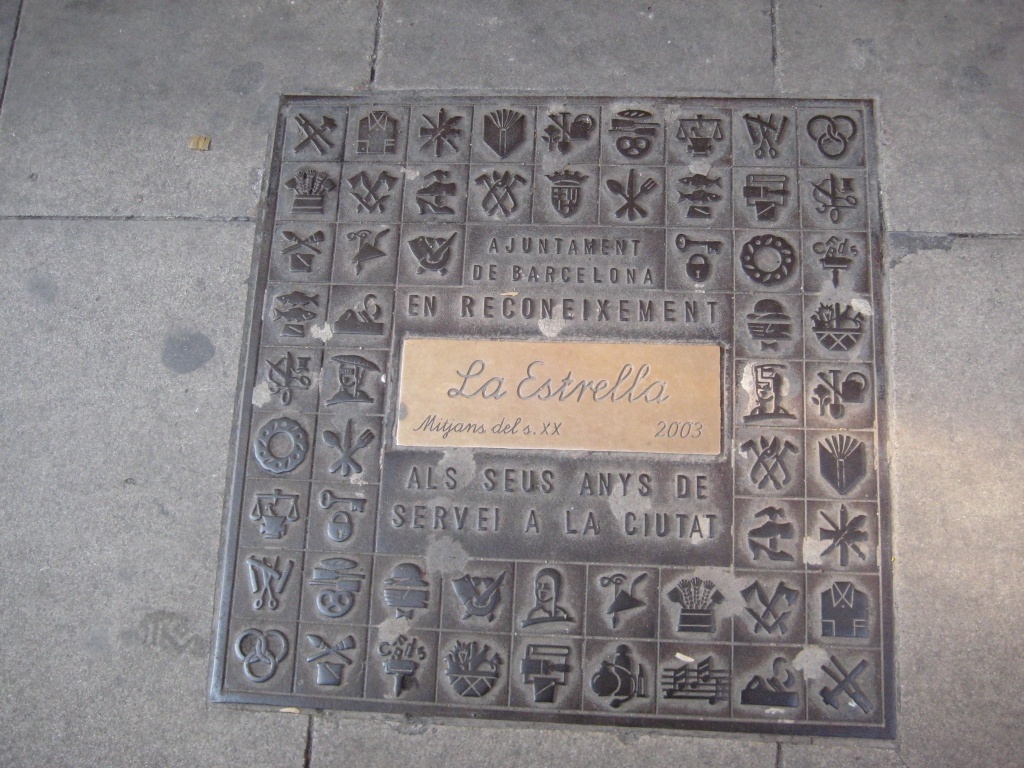 AJUNTAMENT
DE BARCELONA
EN RECONEIXEMENT
La Estrella
Mitjans del s. XX 2003
ALS SEUS ANYS DE
SERVEI A LA CIUTAT